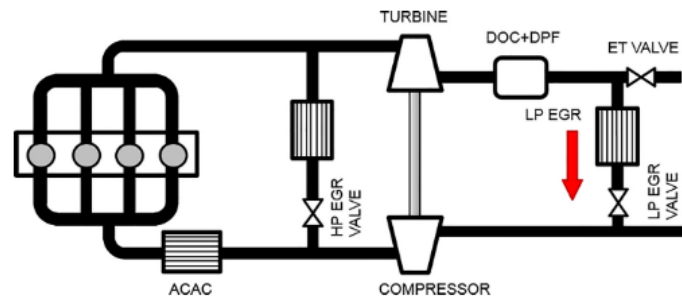 TURBINE
DOC+DPF
ET VALVE
LP EGR
HP EGR
VALVE
LP EGR
VALVE
ACAC
COMPRESSOR